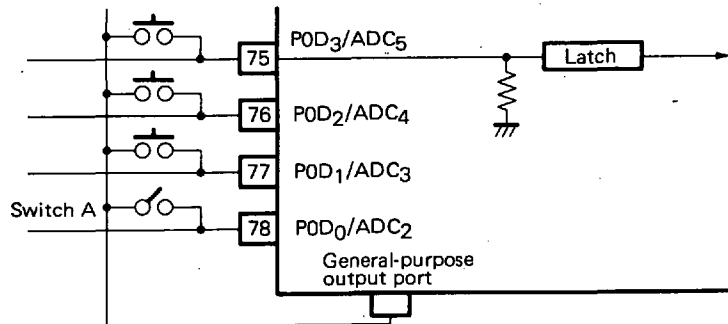 75 P0D3/ADC5
Latch
76 P0D2/ADC4
77 P0D1/ADC3
Switch A
78 P0D0/ADC2
General-purpose
output port